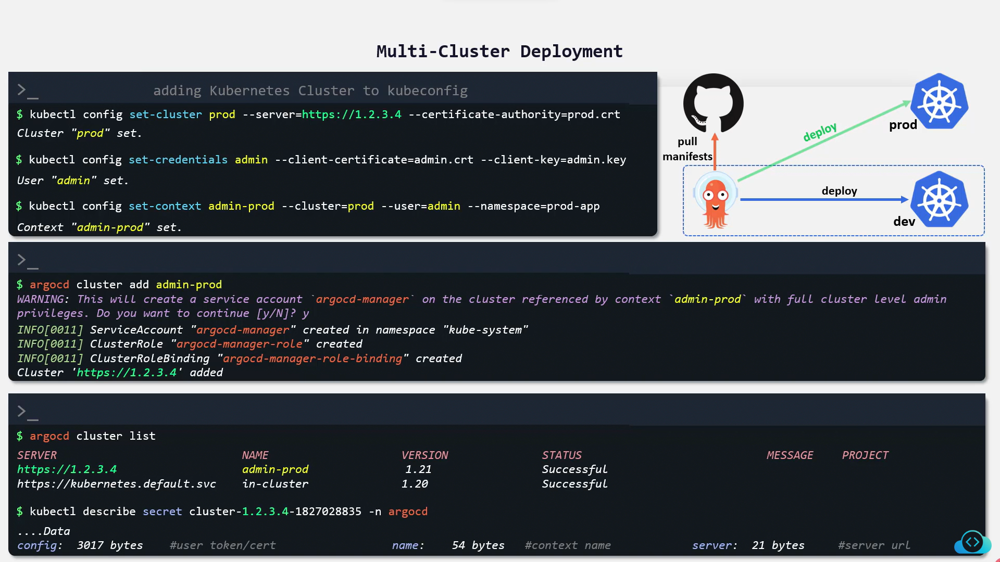 Multi-Cluster Deployment
>_ adding Kubernetes Cluster to kubeconfig
$ kubectl config set-cluster prod --server=https://1.2.3.4 --certificate-authority=prod.crt
Cluster "prod" set.
$ kubectl config set-credentials admin --client-certificate=admin.crt --client-key=admin.key
User "admin" set.
$ kubectl config set-context admin-prod --cluster=prod --user=admin --namespace=prod-app
Context "admin-prod" set.
pull
manifests
deploy
prod
deploy
dev
>_
$ argocd cluster add admin-prod
WARNING: This will create a service account `argocd-manager` on the cluster referenced by context `admin-prod` with full cluster level admin
privileges. Do you want to continue [y/N]? y
INFO[0011] ServiceAccount "argocd-manager" created in namespace "kube-system"
INFO[0011] ClusterRole "argocd-manager-role" created
INFO[0011] ClusterRoleBinding "argocd-manager-role-binding" created
Cluster 'https://1.2.3.4' added
>_
$ argocd cluster list
SERVER NAME VERSION STATUS MESSAGE PROJECT
https://1.2.3.4 admin-prod 1.21 Successful
https://kubernetes.default.svc in-cluster 1.20 Successful
$ kubectl describe secret cluster-1.2.3.4-1827028835 -n argocd
....Data
config: 3017 bytes #user token/cert name: 54 bytes #context name server: 21 bytes #server url